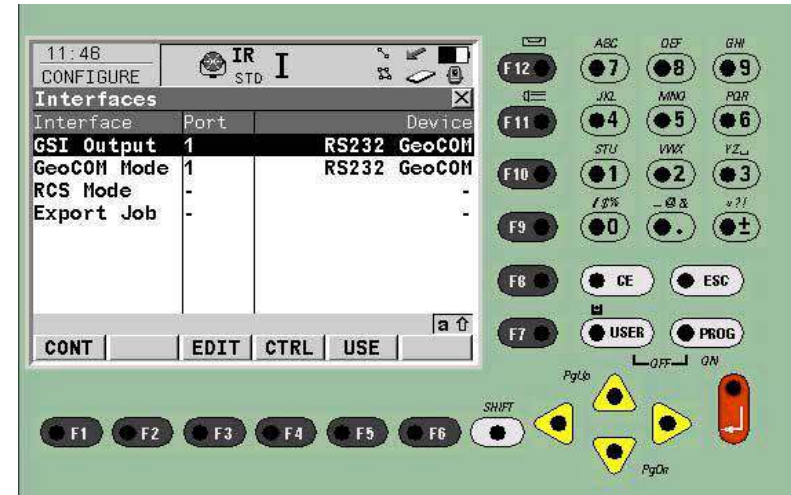 11:46
CONFIGURE
IR
STD
I
Interfaces
Interface Port Device
GSI Output 1 RS232 GeoCOM
GeoCOM Mode 1 RS232 GeoCOM
RCS Mode - -
Export Job - -
a
CONT EDIT CTRL USE
F12
ABC DEF GHI
7 8 9
F11
JKL MNO PQR
4 5 6
F10
STU VWX YZ
1 2 3
F9
/$% _@& *?!
0 . ±
F8 CE ESC
F7 USER PROG
OFF ON
PgUp
SHIFT
F1 F2 F3 F4 F5 F6
PgDn